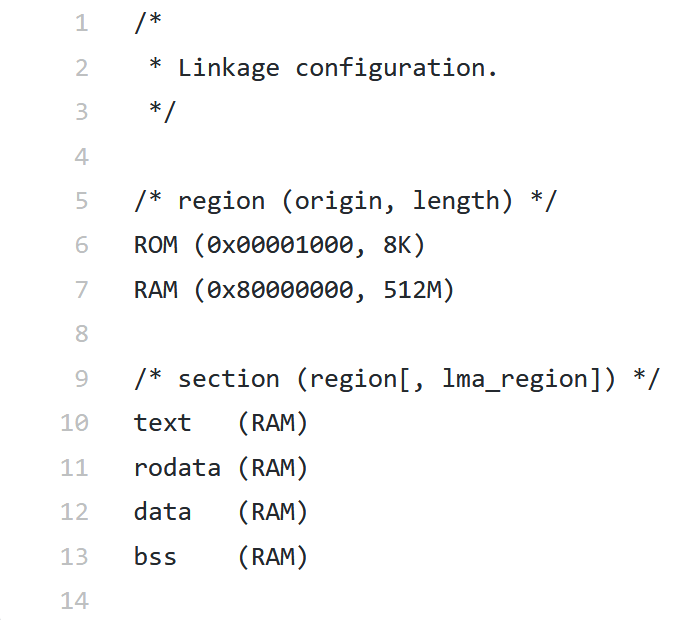 1 /*
2  * Linkage configuration.
3  */
4
5 /* region (origin, length) */
6 ROM (0x00001000, 8K)
7 RAM (0x80000000, 512M)
8
9 /* section (region[, lma_region]) */
10 text   (RAM)
11 rodata (RAM)
12 data   (RAM)
13 bss    (RAM)
14